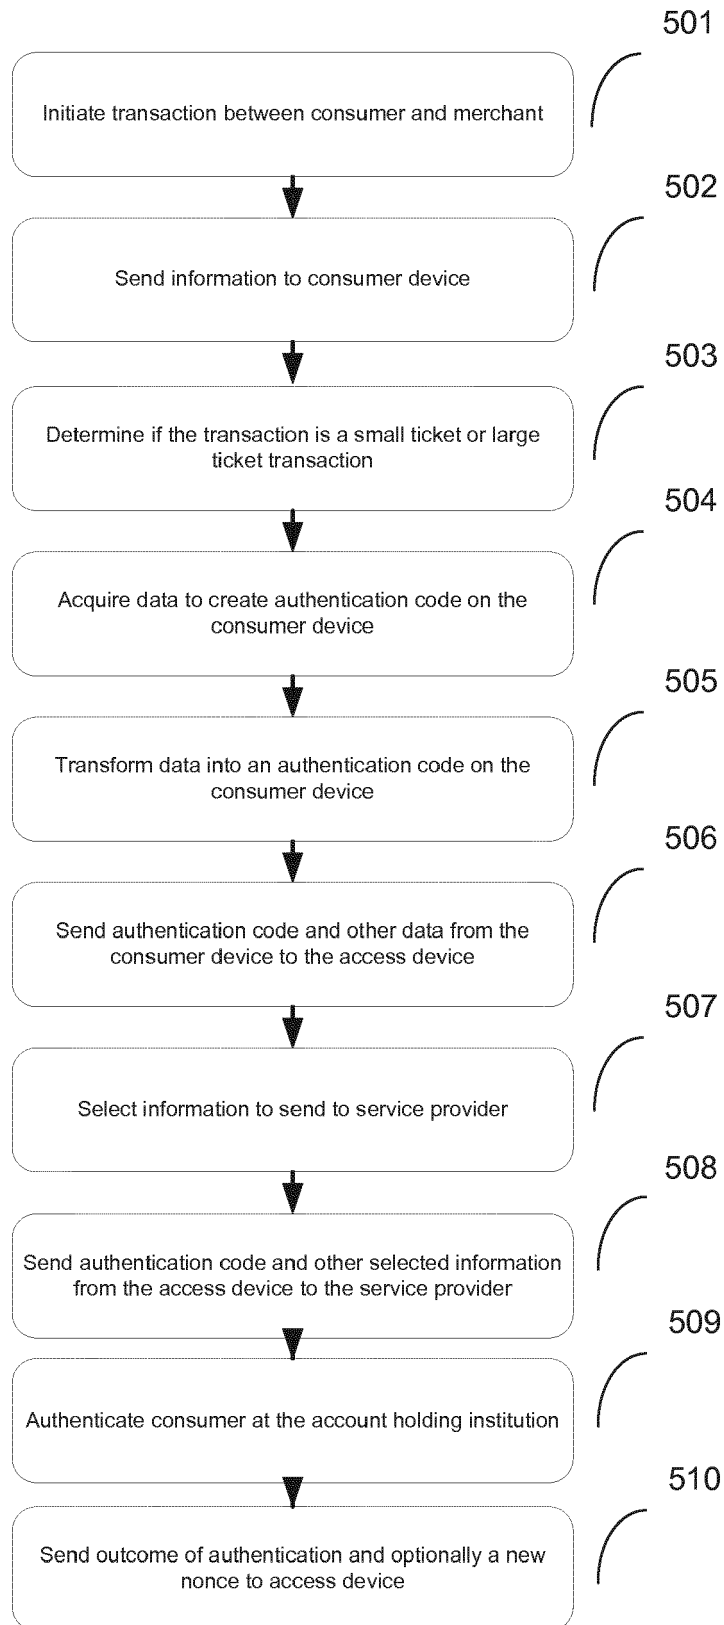 501
Initiate transaction between consumer and merchant
502
Send information to consumer device
503
Determine if the transaction is a small ticket or large
ticket transaction
504
Acquire data to create authentication code on the
consumer device
505
Transform data into an authentication code on the
consumer device
506
Send authentication code and other data from the
consumer device to the access device
507
Select information to send to service provider
508
Send authentication code and other selected information
from the access device to the service provider
509
Authenticate consumer at the account holding institution
510
Send outcome of authentication and optionally a new
nonce to access device